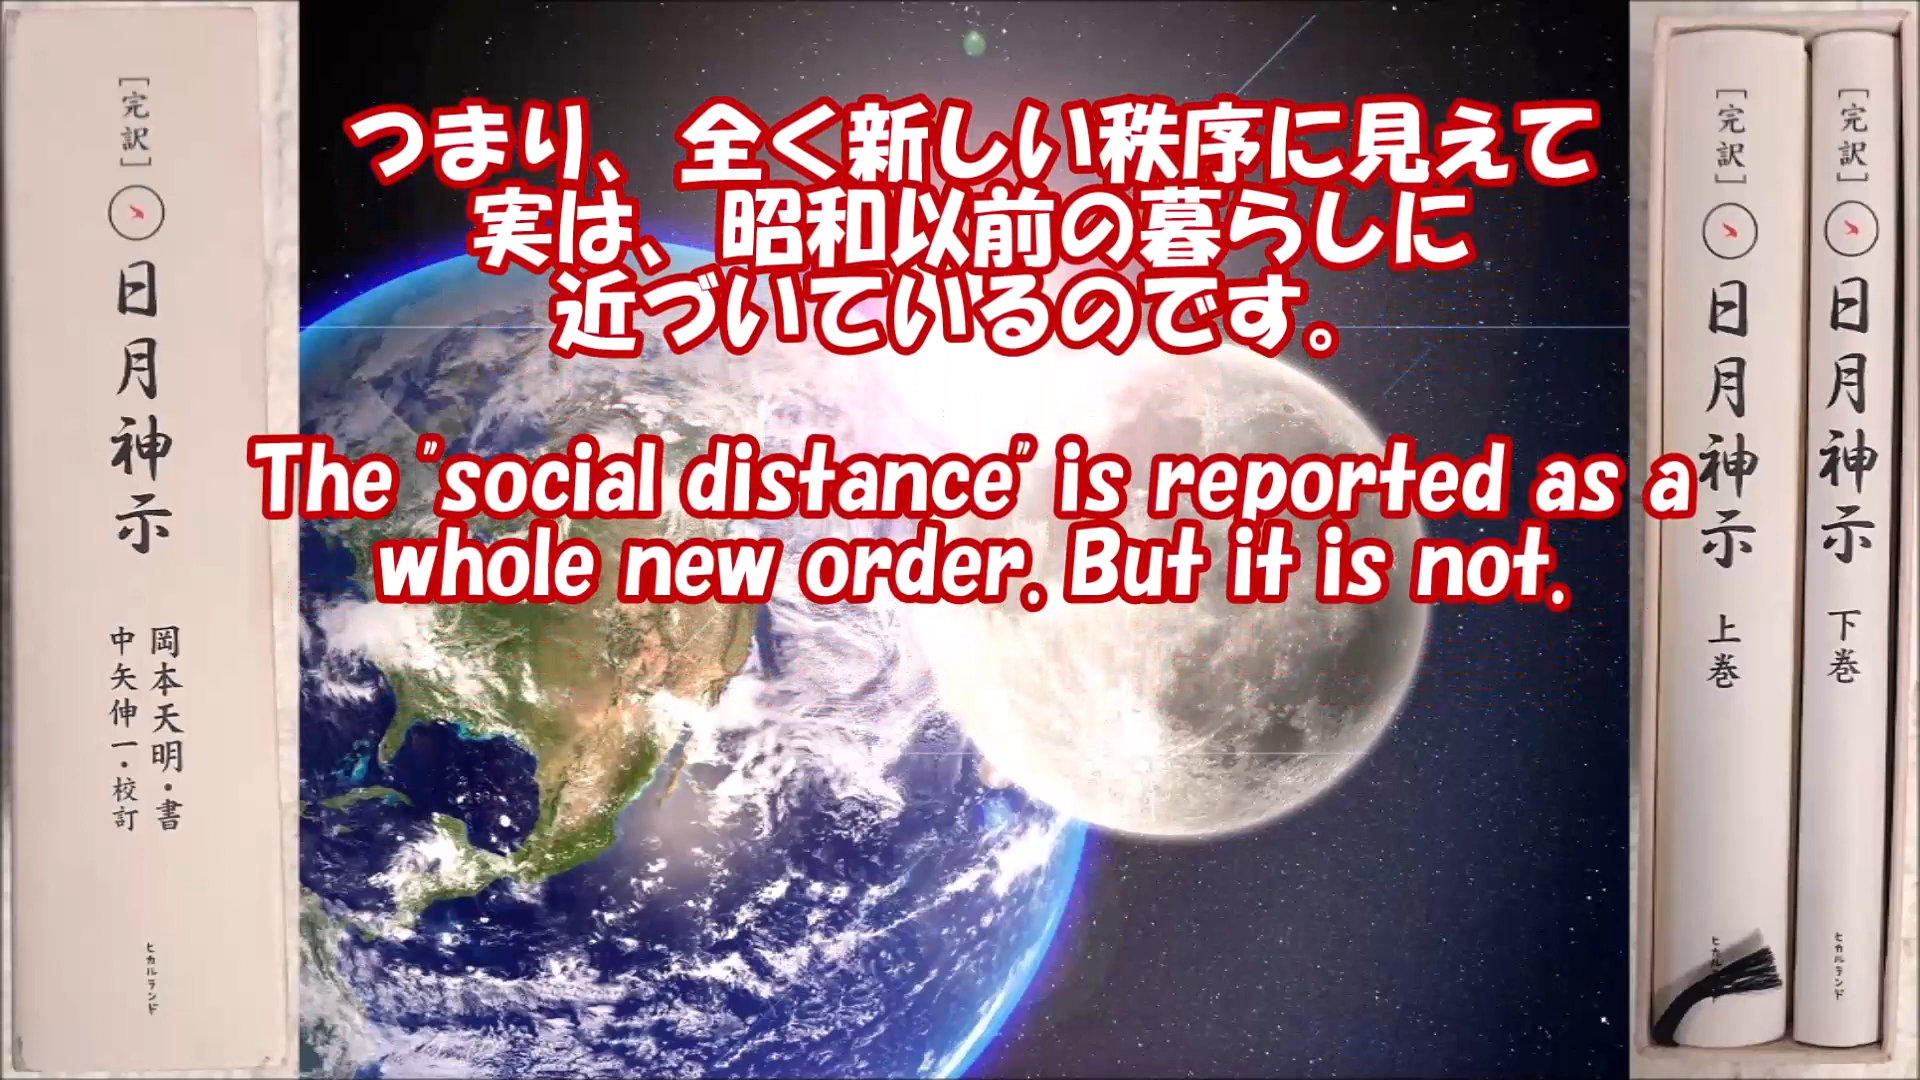 [完訳]
日月神示
岡本天明・書
中矢伸一・校訂
ヒカルランド
つまり、全く新しい秩序に見えて
実は、昭和以前の暮らしに
近づいているのです。
The "social distance" is reported as a
whole new order. But it is not.
[完訳]
日月神示
上巻
ヒカル
[完訳]
日月神示
下巻
ヒカルランド